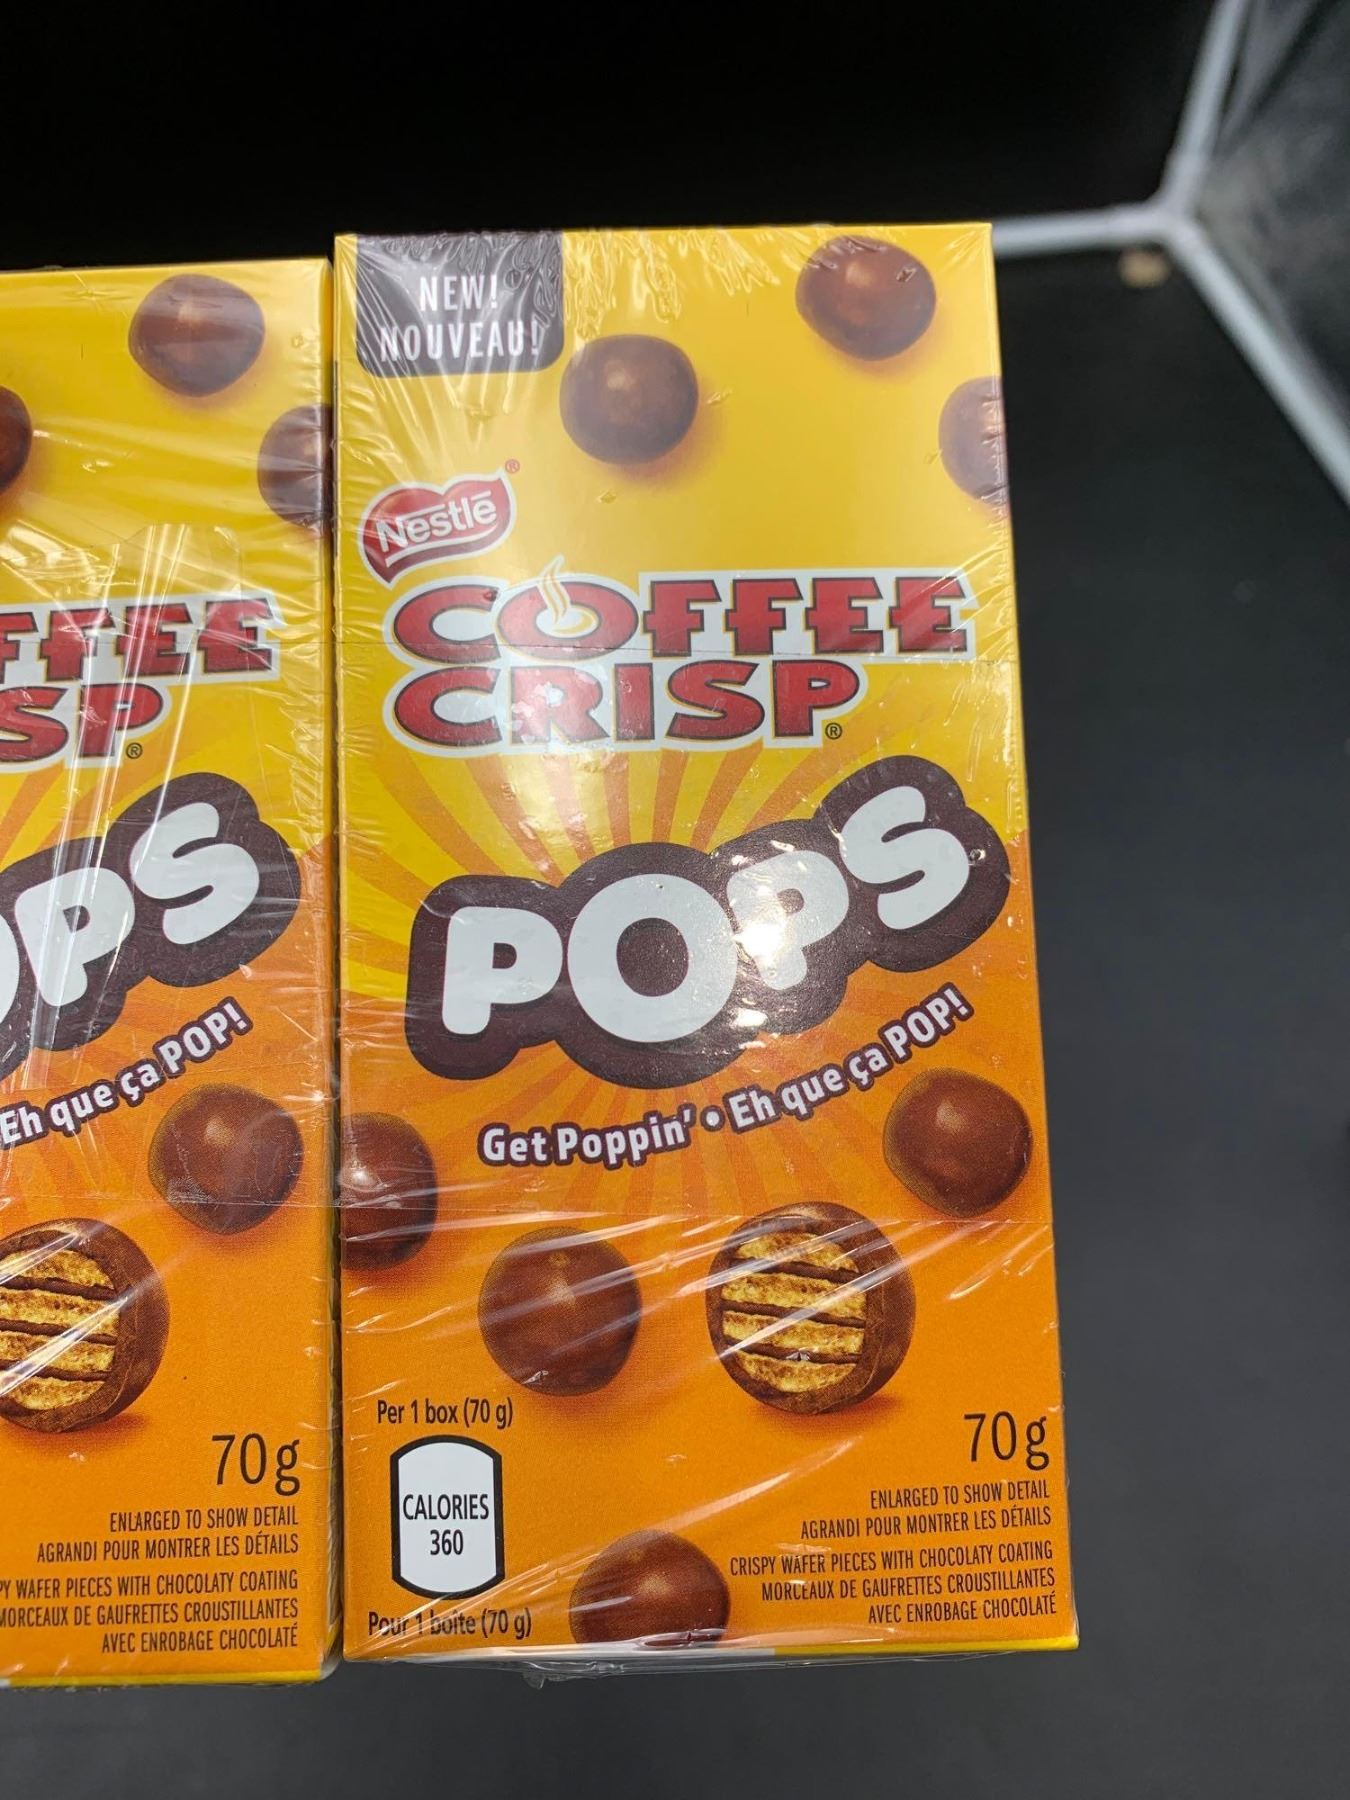 NEW!
NOUVEAU!
Nestlé®
COFFEE
CRISP®
POPS
Get Poppin' • Eh que ça POP!
Per 1 box (70 g)
CALORIES
360
Pour 1 boîte (70 g)
70 g
ENLARGED TO SHOW DETAIL
AGRANDI POUR MONTRER LES DÉTAILS
CRISPY WAFER PIECES WITH CHOCOLATY COATING
MORCEAUX DE GAUFRETTES CROUSTILLANTES
AVEC ENROBAGE CHOCOLATÉ
FFEE
SP®
OPS
Eh que ça POP!
70 g
ENLARGED TO SHOW DETAIL
AGRANDI POUR MONTRER LES DÉTAILS
PY WAFER PIECES WITH CHOCOLATY COATING
MORCEAUX DE GAUFRETTES CROUSTILLANTES
AVEC ENROBAGE CHOCOLATÉ